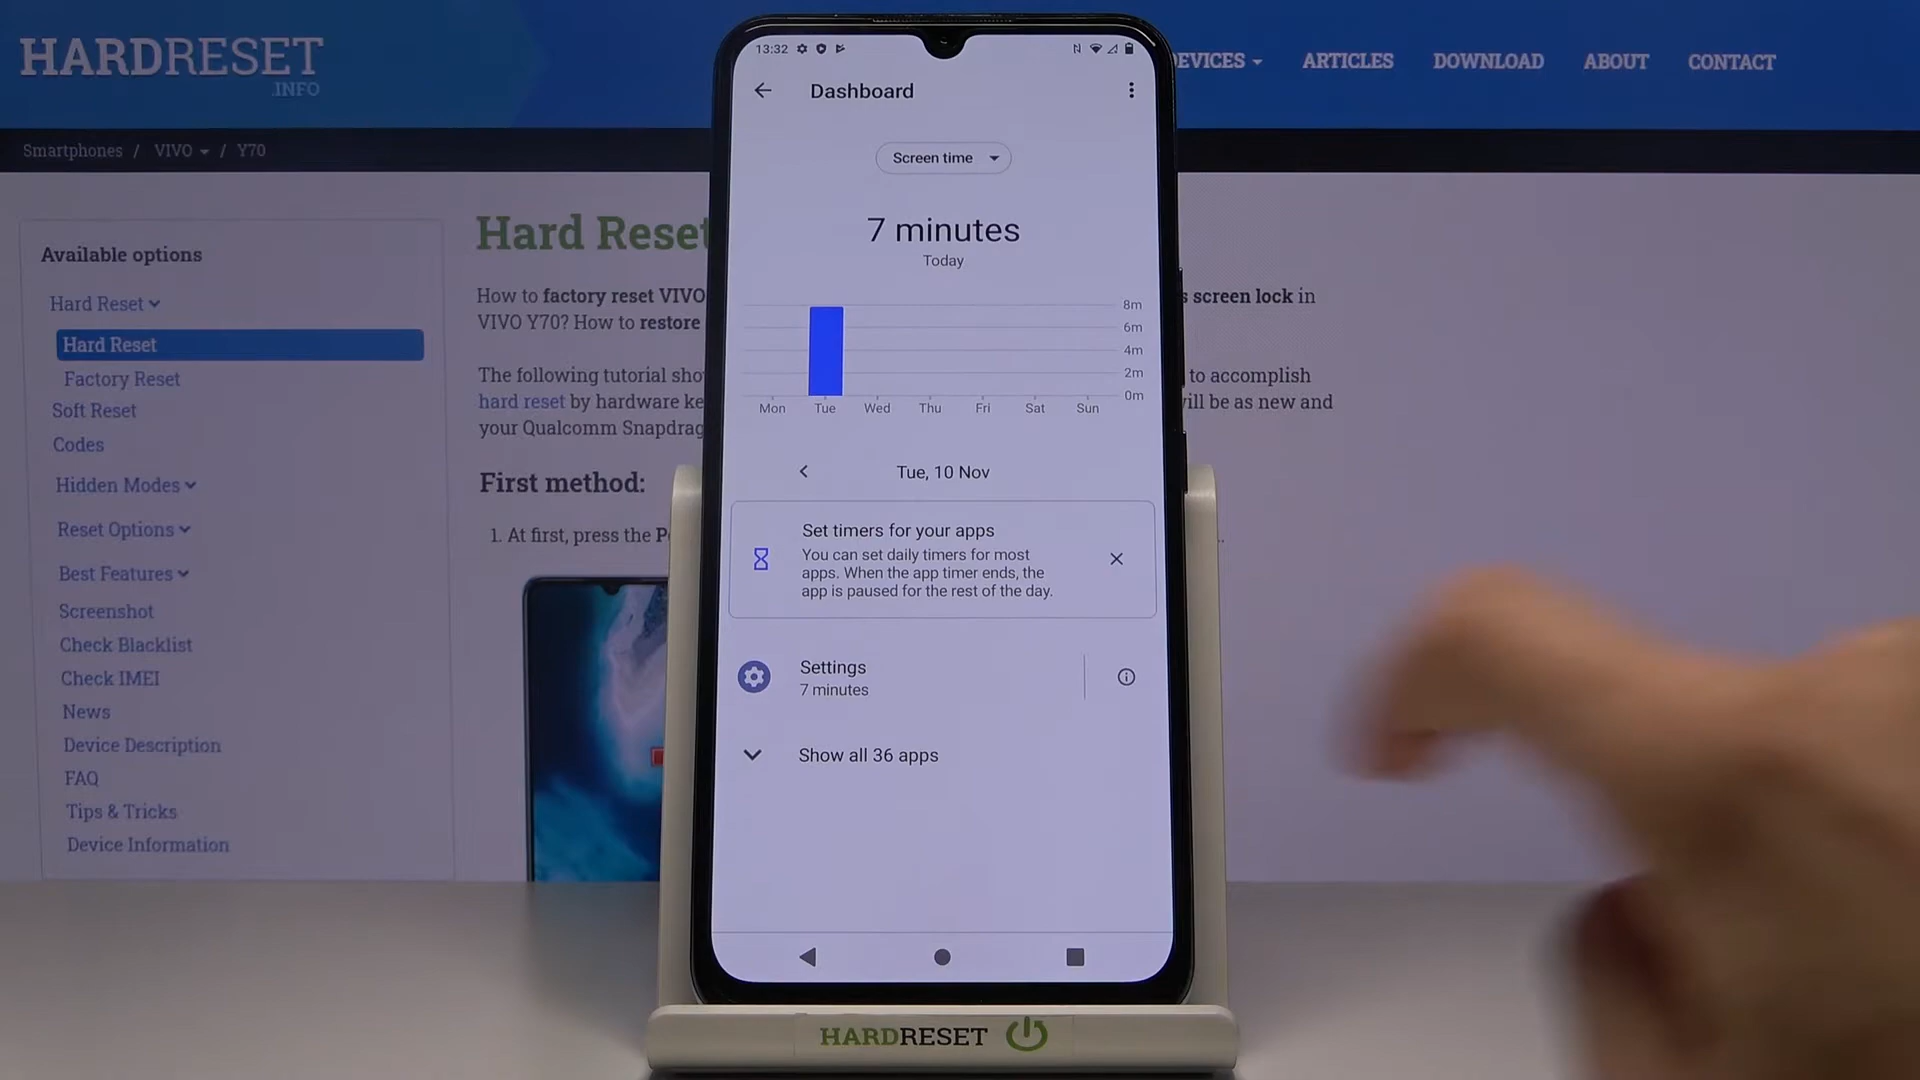 HARDRESET
.INFO
DEVICES
ARTICLES
DOWNLOAD
ABOUT
CONTACT
Smartphones / VIVO / Y70
Available options
Hard Reset
Hard Reset
Factory Reset
Soft Reset
Codes
Hidden Modes
Reset Options
Best Features
Screenshot
Check Blacklist
Check IMEI
News
Device Description
FAQ
Tips & Tricks
Device Information
Hard Reset
How to factory reset VIVO
screen lock in
VIVO Y70? How to restore
The following tutorial
to accomplish
hard reset by hardware
will be as new and
your Qualcomm
First method:
1. At first, press the
13:32
Dashboard
Screen time
7 minutes
Today
8m
6m
4m
2m
0m
Mon Tue Wed Thu Fri Sat Sun
Tue, 10 Nov
Set timers for your apps
You can set daily timers for most
apps. When the app timer ends, the
app is paused for the rest of the day.
Settings
7 minutes
Show all 36 apps
HARDRESET